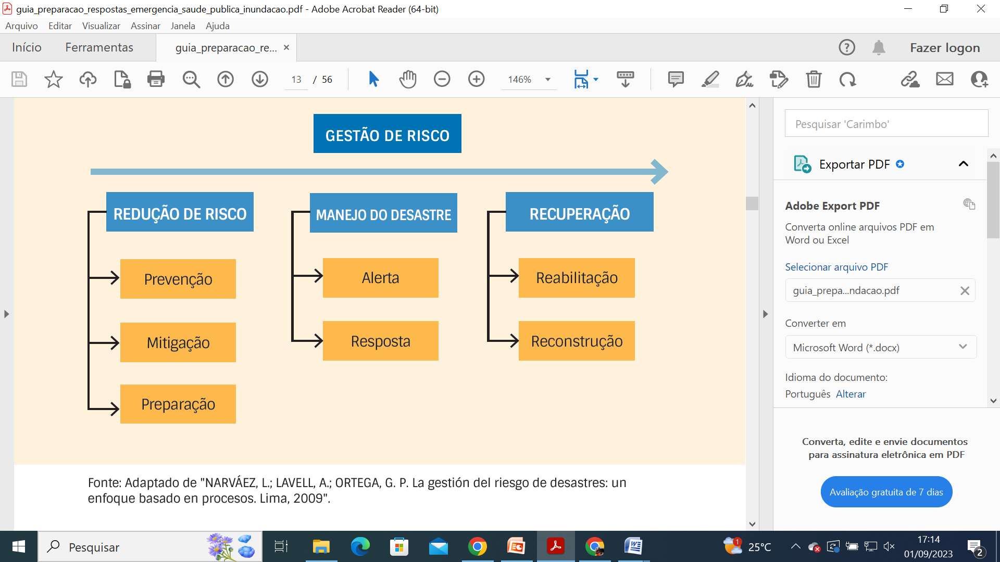 guia_preparacao_respostas_emergencia_saude_publica_inundacao.pdf - Adobe Acrobat Reader (64-bit)
Arquivo Editar Visualizar Assinar Janela Ajuda
Início Ferramentas guia_preparacao_re... Fazer logon
13 / 56 146%
GESTÃO DE RISCO
REDUÇÃO DE RISCO
Prevenção
Mitigação
Preparação
MANEJO DO DESASTRE
Alerta
Resposta
RECUPERAÇÃO
Reabilitação
Reconstrução
Fonte: Adaptado de "NARVÁEZ, L.; LAVELL, A.; ORTEGA, G. P. La gestión del riesgo de desastres: un
enfoque basado en procesos. Lima, 2009".
Pesquisar 'Carimbo'
Exportar PDF
Adobe Export PDF
Converta online arquivos PDF em
Word ou Excel
Selecionar arquivo PDF
guia_prepa...ndacao.pdf
Converter em
Microsoft Word (*.docx)
Idioma do documento:
Português Alterar
Converta, edite e envie documentos
para assinatura eletrônica em PDF
Avaliação gratuita de 7 dias
Pesquisar
1
25°C
17:14
01/09/2023
2